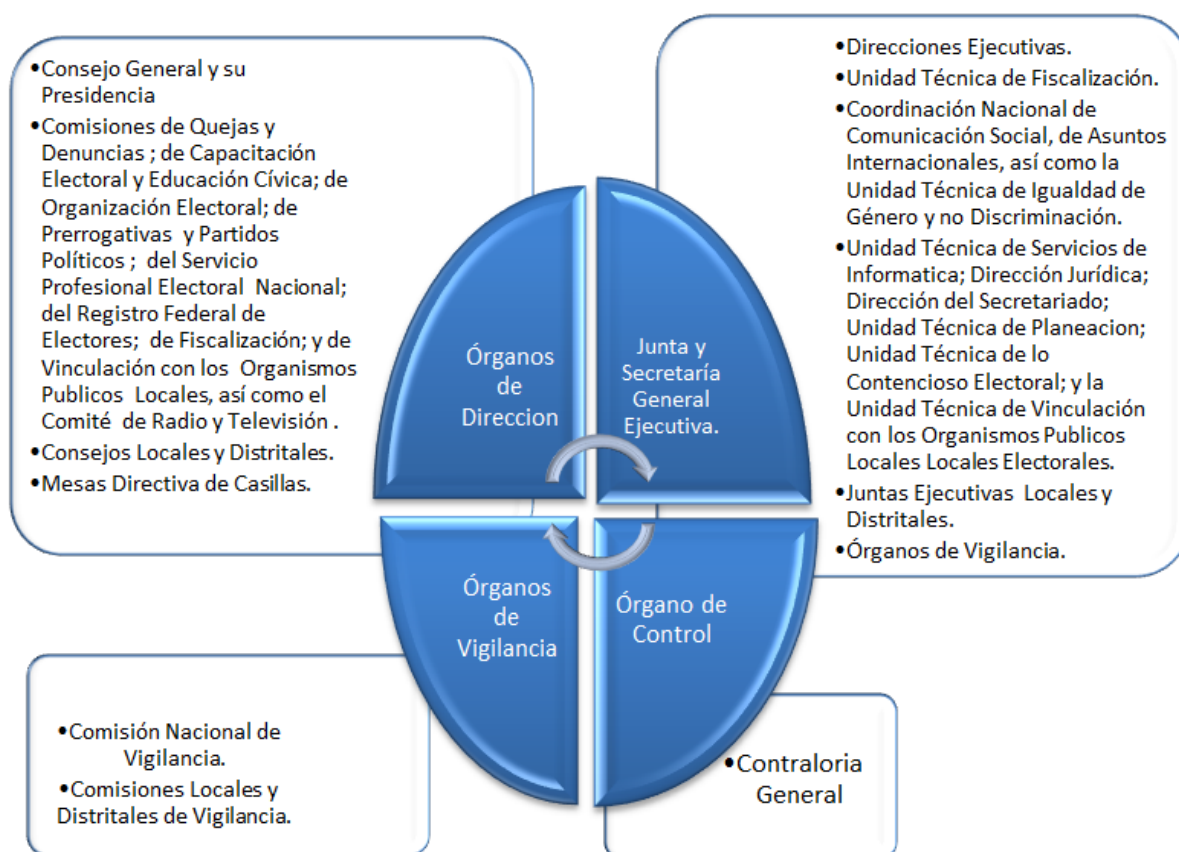 •Consejo General y su
Presidencia
•Comisiones de Quejas y
Denuncias ; de Capacitación
Electoral y Educación Cívica; de
Organización Electoral; de
Prerrogativas y Partidos
Políticos ; del Servicio
Profesional Electoral Nacional;
del Registro Federal de
Electores; de Fiscalización; y de
Vinculación con los Organismos
Publicos Locales, así como el
Comité de Radio y Televisión .
•Consejos Locales y Distritales.
•Mesas Directiva de Casillas.
Órganos
de
Direccion
Junta y
Secretaría
General
Ejecutiva.
•Direcciones Ejecutivas.
•Unidad Técnica de Fiscalización.
•Coordinación Nacional de
Comunicación Social, de Asuntos
Internacionales, así como la
Unidad Técnica de Igualdad de
Género y no Discriminación.
•Unidad Técnica de Servicios de
Informatica; Dirección Jurídica;
Dirección del Secretariado;
Unidad Técnica de Planeacion;
Unidad Técnica de lo
Contencioso Electoral; y la
Unidad Técnica de Vinculación
con los Organismos Publicos
Locales Locales Electorales.
•Juntas Ejecutivas Locales y
Distritales.
•Órganos de Vigilancia.
Órganos
de
Vigilancia
Órgano de
Control
•Comisión Nacional de
Vigilancia.
•Comisiones Locales y
Distritales de Vigilancia.
•Contraloria
General